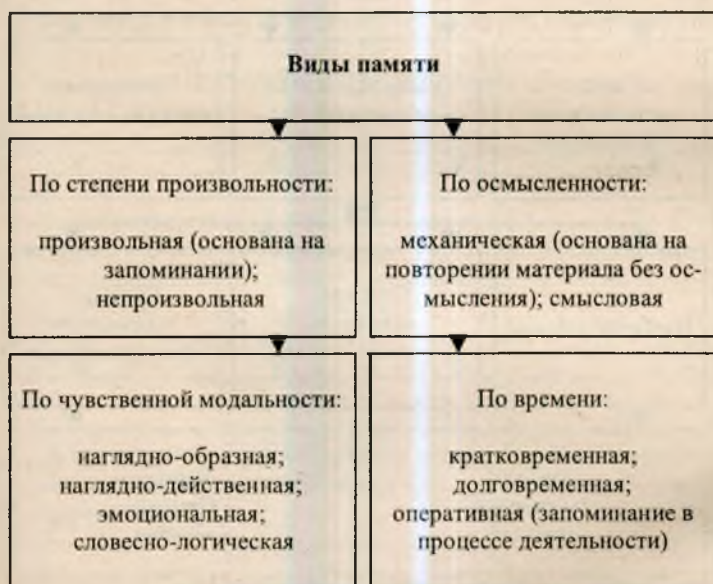 Виды памяти
По степени произвольности:
произвольная (основана на
запоминании);
непроизвольная
По осмысленности:
механическая (основана на
повторении материала без ос-
мысления); смысловая
По чувственной модальности:
наглядно-образная;
наглядно-действенная;
эмоциональная;
словесно-логическая
По времени:
кратковременная;
долговременная;
оперативная (запоминание в
процессе деятельности)